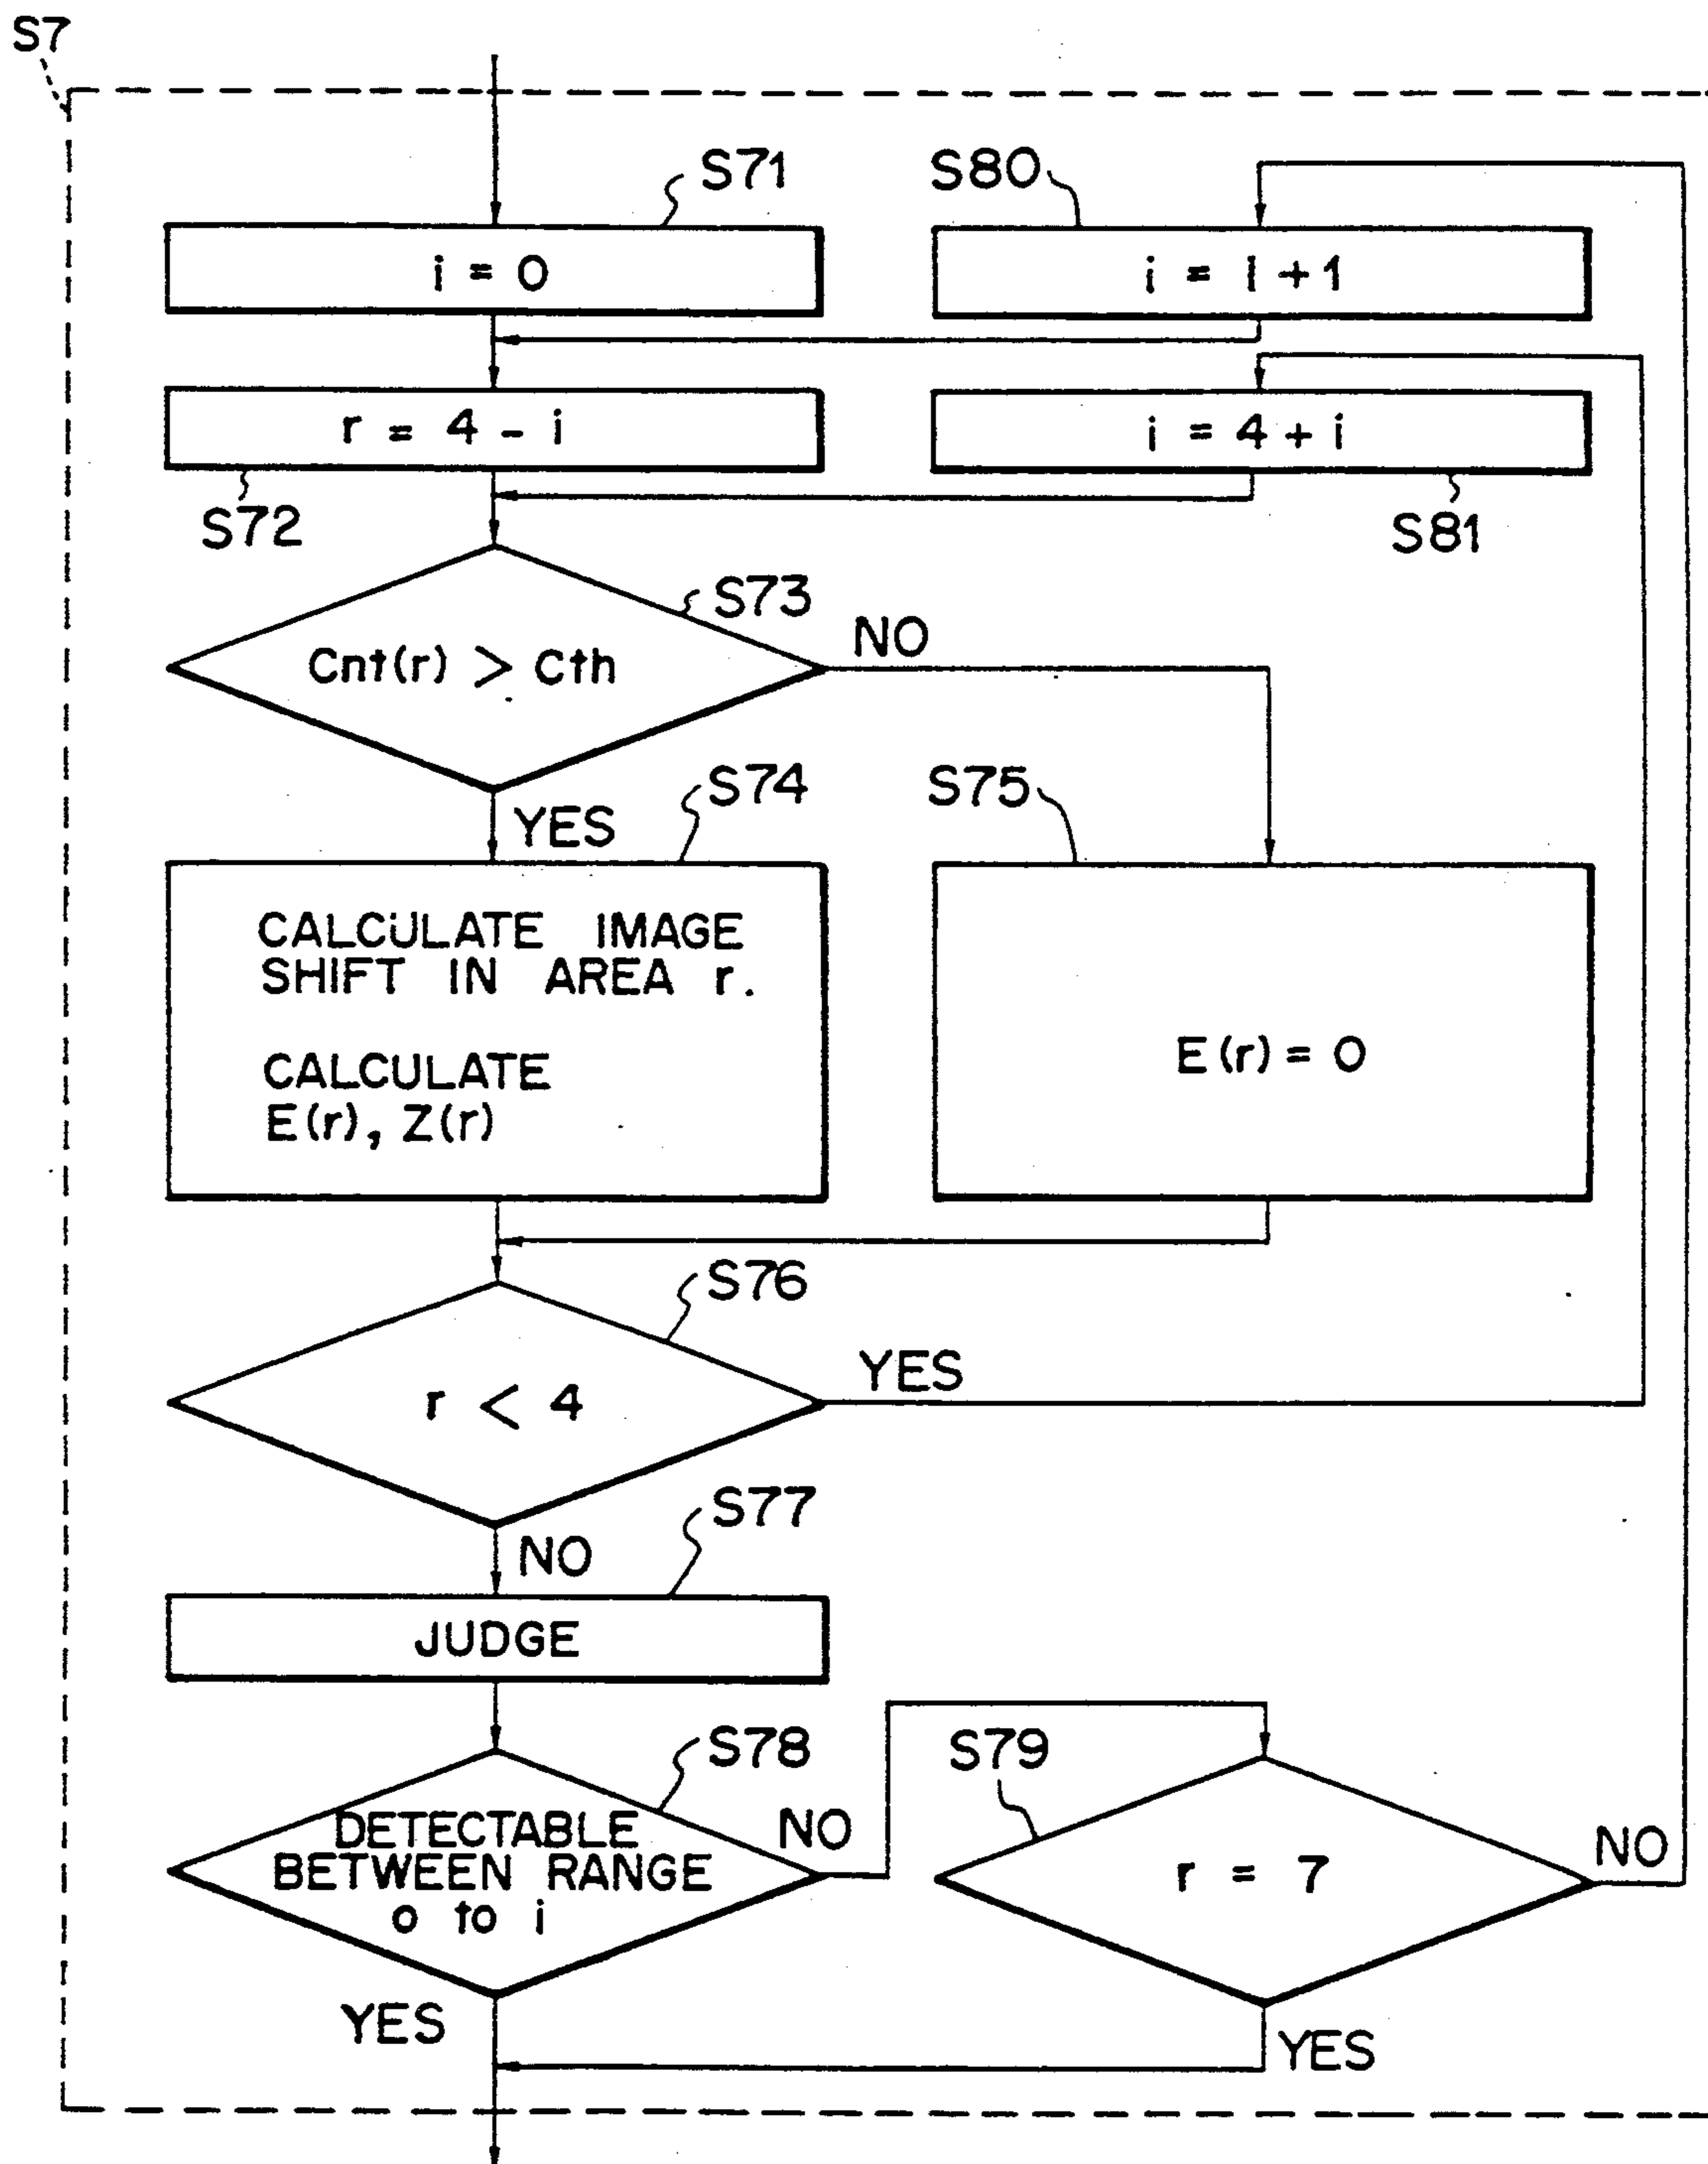 S7
S71
S80
i = 0
i = i + 1
r = 4 - i
i = 4 + i
S72
S81
S73
Cnt(r) > Cth
NO
S74
S75
YES
CALCULATE IMAGE
SHIFT IN AREA r.
CALCULATE
E(r), Z(r)
E(r) = 0
S76
r < 4
YES
S77
NO
JUDGE
S78
S79
DETECTABLE
BETWEEN RANGE
o to i
NO
r = 7
NO
YES
YES